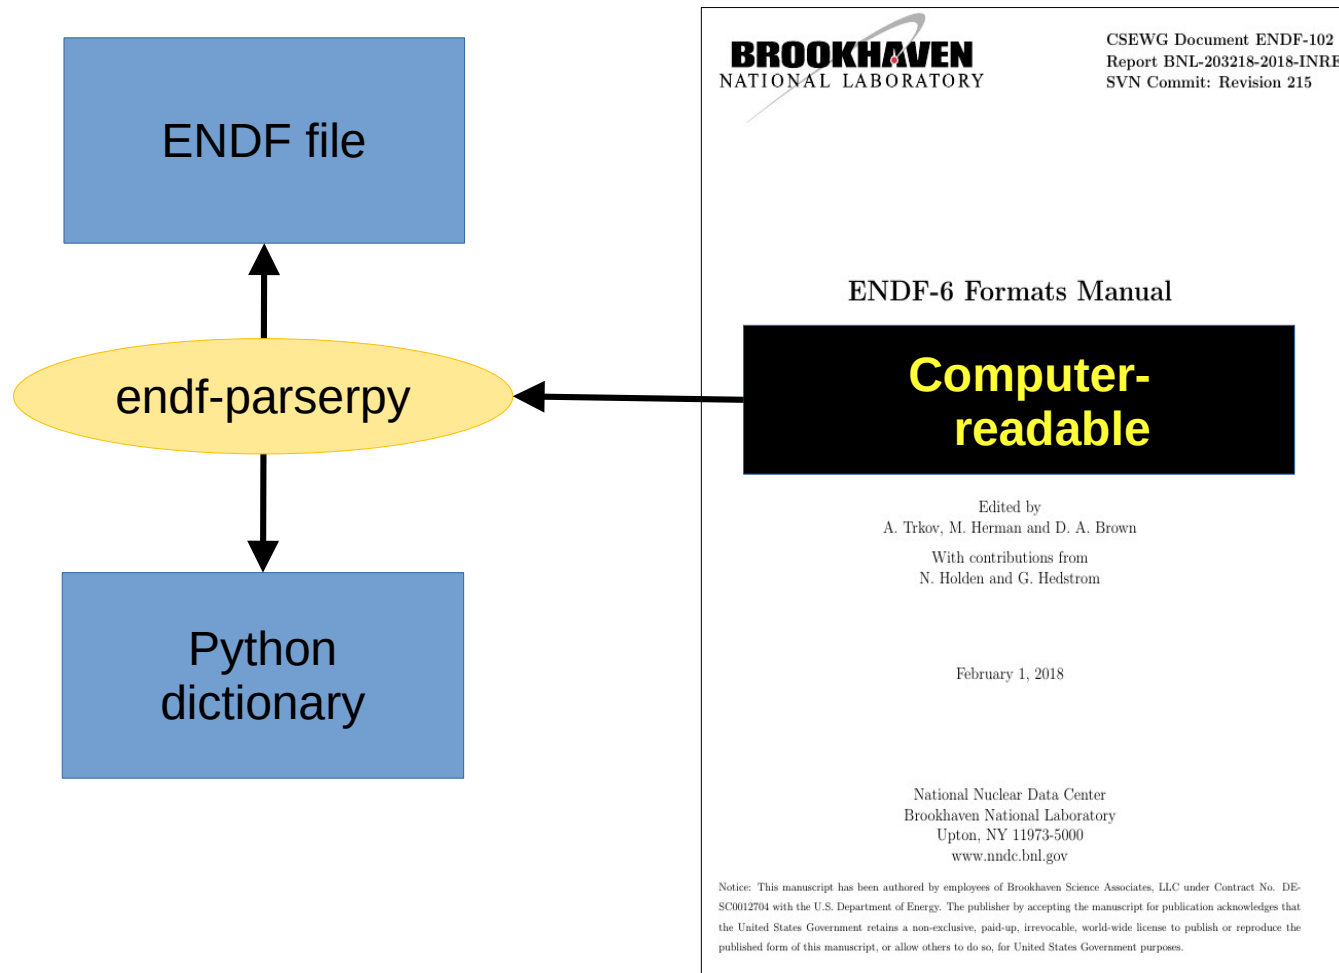 ENDF file
endf-parserpy
Python
dictionary
BROOKHAVEN
NATIONAL LABORATORY
CSEWG Document ENDF-102
Report BNL-203218-2018-INRE
SVN Commit: Revision 215
ENDF-6 Formats Manual
Computer-
readable
Edited by
A. Trkov, M. Herman and D. A. Brown
With contributions from
N. Holden and G. Hedstrom
February 1, 2018
National Nuclear Data Center
Brookhaven National Laboratory
Upton, NY 11973-5000
www.nndc.bnl.gov
Notice: This manuscript has been authored by employees of Brookhaven Science Associates, LLC under Contract No. DE-
SC0012704 with the U.S. Department of Energy. The publisher by accepting the manuscript for publication acknowledges that
the United States Government retains a non-exclusive, paid-up, irrevocable, world-wide license to publish or reproduce the
published form of this manuscript, or allow others to do so, for United States Government purposes.